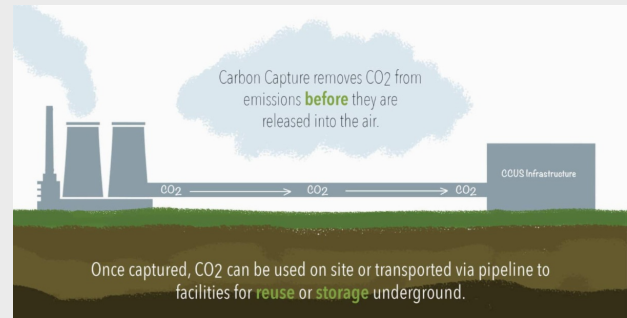 Carbon Capture removes CO2 from
emissions before they are
released into the air.
CO2 CO2 CO2
CCUS Infrastructure
Once captured, CO2 can be used on site or transported via pipeline to
facilities for reuse or storage underground.